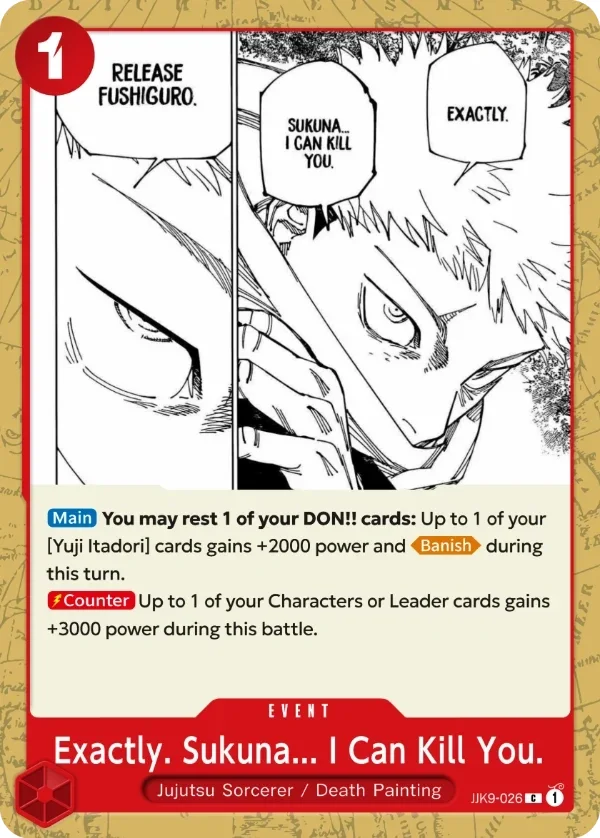 1
RELEASE
FUSHIGURO.
SUKUNA...
I CAN KILL
YOU.
EXACTLY.
Main You may rest 1 of your DON!! cards: Up to 1 of your
[Yuji Itadori] cards gains +2000 power and Banish during
this turn.
Counter Up to 1 of your Characters or Leader cards gains
+3000 power during this battle.
EVENT
Exactly. Sukuna... I Can Kill You.
Jujutsu Sorcerer / Death Painting
JJK9-026 C 1